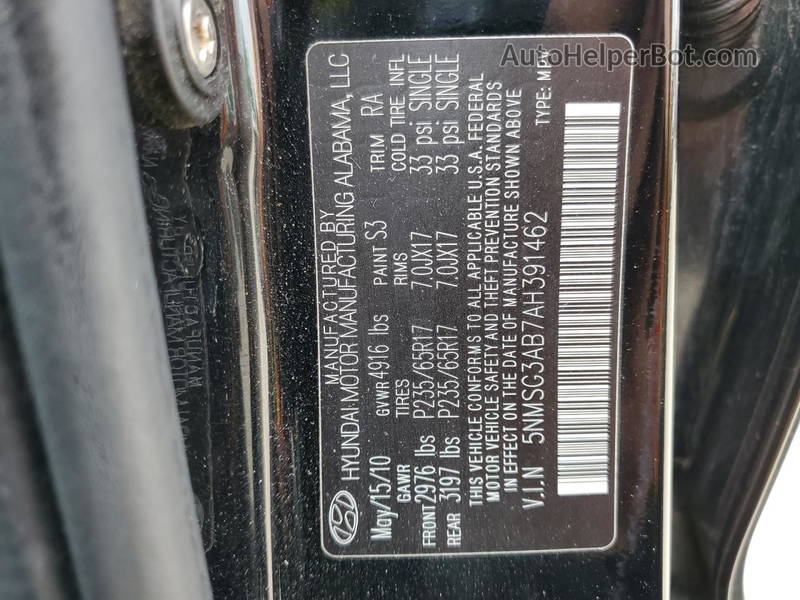 AutoHelperBot.com
MANUFACTURED BY
HYUNDAI MOTOR MANUFACTURING ALABAMA, LLC
May/15/10 GVWR 4916 lbs PAINT S3 TRIM RA
GAWR TIRES RIMS COLD TIRE INFL
FRONT 2976 lbs P235/65R17 7.0JX17 33 psi SINGLE
REAR 3197 lbs P235/65R17 7.0JX17 33 psi SINGLE
THIS VEHICLE CONFORMS TO ALL APPLICABLE U.S.A. FEDERAL
MOTOR VEHICLE SAFETY AND THEFT PREVENTION STANDARDS
IN EFFECT ON THE DATE OF MANUFACTURE SHOWN ABOVE
V.I.N 5NMSG3AB7AH391462 TYPE: MPV